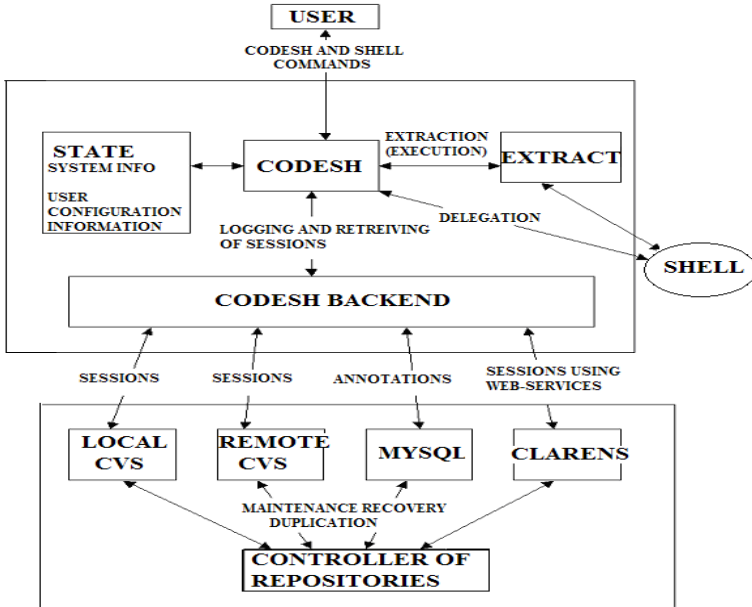 USER
CODESH AND SHELL
COMMANDS
STATE
SYSTEM INFO
USER
CONFIGURATION
INFORMATION
CODESH
EXTRACTION
(EXECUTION)
EXTRACT
DELEGATION
SHELL
LOGGING AND RETREIVING
OF SESSIONS
CODESH BACKEND
SESSIONS
SESSIONS
ANNOTATIONS
SESSIONS USING
WEB-SERVICES
LOCAL
CVS
REMOTE
CVS
MYSQL
CLARENS
MAINTENANCE RECOVERY
DUPLICATION
CONTROLLER OF
REPOSITORIES